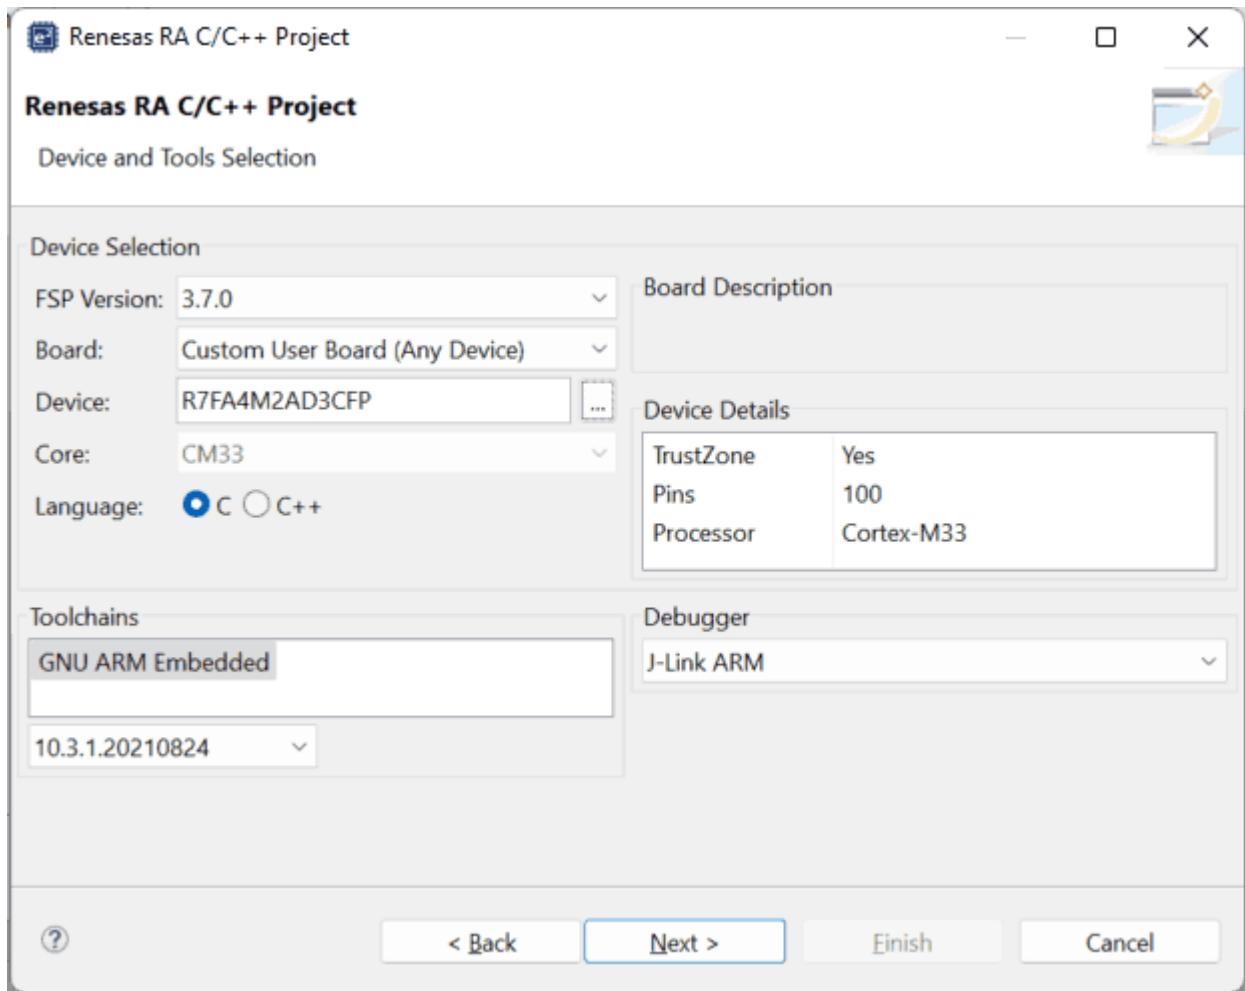 Renesas RA C/C++ Project
Renesas RA C/C++ Project
Device and Tools Selection
Device Selection
FSP Version: 3.7.0
Board: Custom User Board (Any Device)
Device: R7FA4M2AD3CFP ...
Core: CM33
Language: C C++
Board Description
Device Details
TrustZone Yes
Pins 100
Processor Cortex-M33
Toolchains
GNU ARM Embedded
10.3.1.20210824
Debugger
J-Link ARM
? < Back Next > Finish Cancel